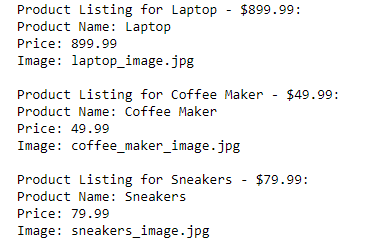 Product Listing for Laptop - $899.99:
Product Name: Laptop
Price: 899.99
Image: laptop_image.jpg
Product Listing for Coffee Maker - $49.99:
Product Name: Coffee Maker
Price: 49.99
Image: coffee_maker_image.jpg
Product Listing for Sneakers - $79.99:
Product Name: Sneakers
Price: 79.99
Image: sneakers_image.jpg